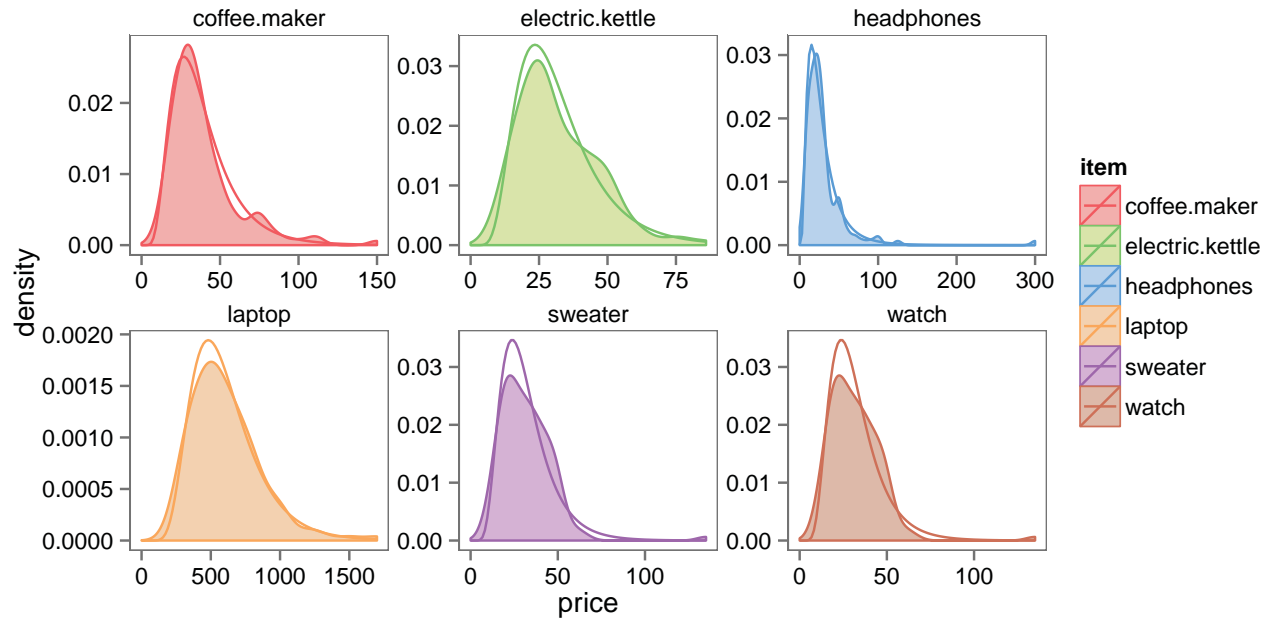 coffee.maker electric.kettle headphones
0.02
0.01
0.00
0 50 100 150
0.03
0.02
0.01
0.00
0 25 50 75
0.03
0.02
0.01
0.00
0 100 200 300
density
laptop sweater watch
0.0020
0.0015
0.0010
0.0005
0.0000
0 500 1000 1500
0.03
0.02
0.01
0.00
0 50 100
0.03
0.02
0.01
0.00
0 50 100
price
item
coffee.maker
electric.kettle
headphones
laptop
sweater
watch